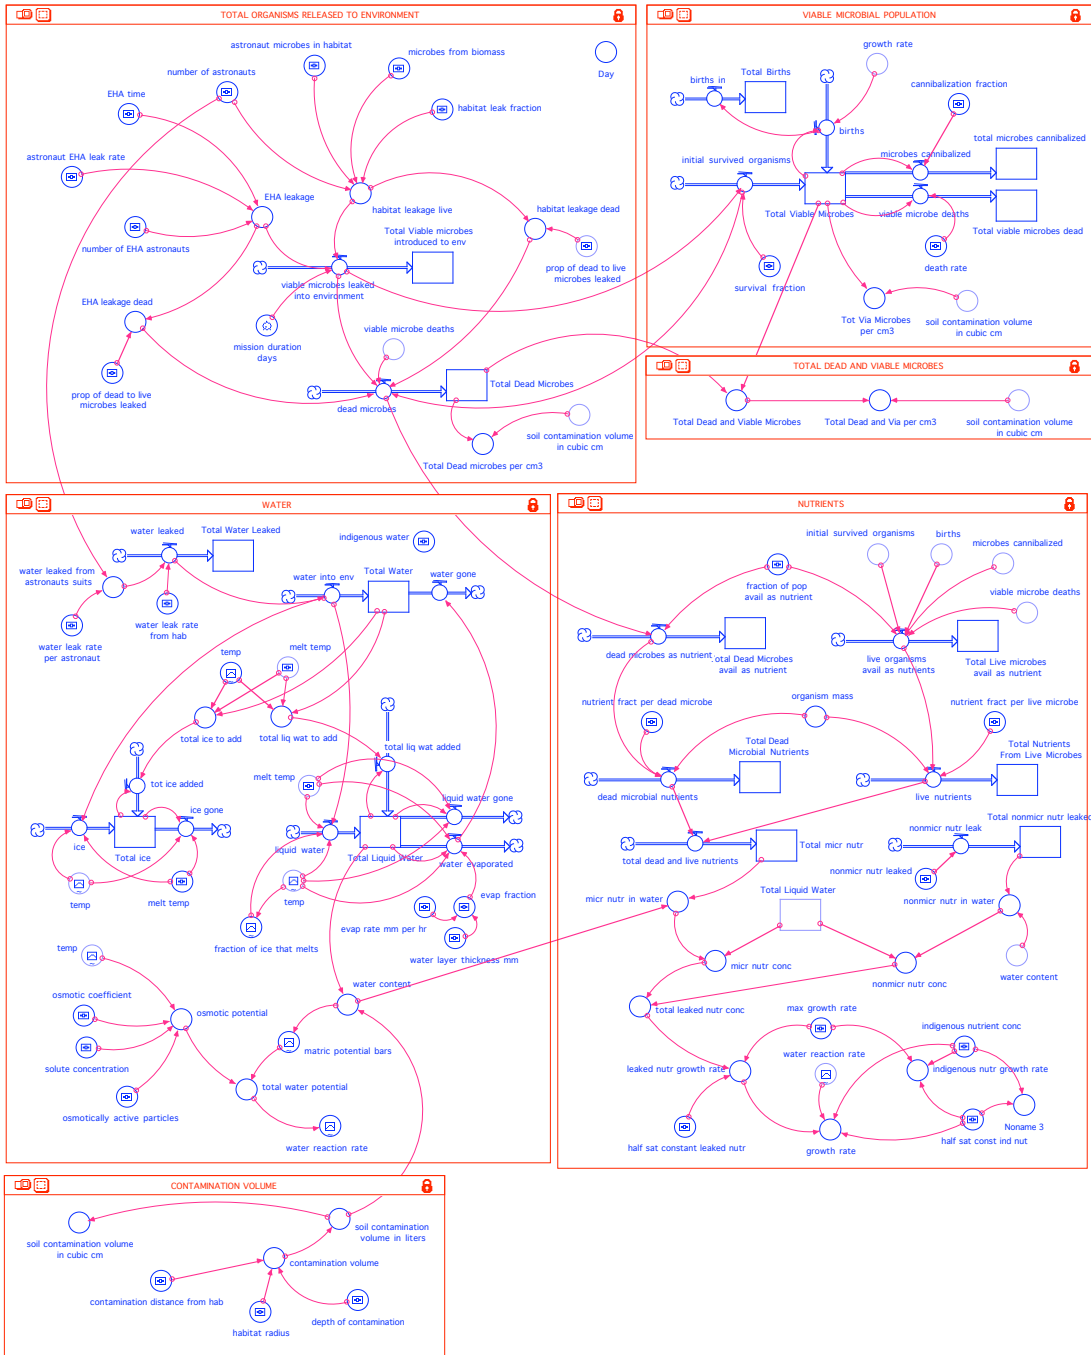 TOTAL ORGANISMS RELEASED TO ENVIRONMENT
astronaut microbes in habitat
microbes from biomass
number of astronauts
Day
EHA time
habitat leak fraction
astronaut EHA leak rate
EHA leakage
habitat leakage live
habitat leakage dead
number of EHA astronauts
Total Viable microbes
introduced to env
prop of dead to live
microbes leaked
viable microbes leaked
into environment
EHA leakage dead
mission duration
days
viable microbe deaths
prop of dead to live
microbes leaked
Total Dead Microbes
dead microbes
soil contamination volume
in cubic cm
Total Dead microbes per cm3
VIABLE MICROBIAL POPULATION
growth rate
births in
Total Births
cannibalization fraction
births
total microbes cannibalized
microbes cannibalized
initial survived organisms
Total Viable Microbes
viable microbe deaths
Total viable microbes dead
death rate
survival fraction
Tot Via Microbes
per cm3
soil contamination volume
in cubic cm
TOTAL DEAD AND VIABLE MICROBES
Total Dead and Viable Microbes
Total Dead and Via per cm3
soil contamination volume
in cubic cm
WATER
water leaked
Total Water Leaked
indigenous water
water leaked from
astronauts suits
water into env
Total Water
water gone
water leak rate
from hab
water leak rate
per astronaut
temp
melt temp
total ice to add
total liq wat to add
total liq wat added
tot ice added
melt temp
liquid water gone
ice gone
ice
Total ice
liquid water
Total Liquid Water
water evaporated
temp
melt temp
temp
evap fraction
evap rate mm per hr
fraction of ice that melts
water layer thickness mm
temp
water content
osmotic coefficient
osmotic potential
matric potential bars
solute concentration
total water potential
osmotically active particles
water reaction rate
NUTRIENTS
initial survived organisms
births
microbes cannibalized
fraction of pop
avail as nutrient
viable microbe deaths
dead microbes as nutrient
otal Dead Microbes
avail as nutrient
live organisms
avail as nutrients
Total Live microbes
avail as nutrient
nutrient fract per dead microbe
organism mass
nutrient fract per live microbe
Total Dead
Microbial Nutrients
Total Nutrients
From Live Microbes
dead microbial nutrients
live nutrients
total dead and live nutrients
Total micr nutr
nonmicr nutr leak
Total nonmicr nutr leaked
nonmicr nutr leaked
micr nutr in water
Total Liquid Water
nonmicr nutr in water
micr nutr conc
nonmicr nutr conc
water content
total leaked nutr conc
max growth rate
indigenous nutrient conc
leaked nutr growth rate
water reaction rate
indigenous nutr growth rate
half sat constant leaked nutr
growth rate
half sat const ind nut
Noname 3
CONTAMINATION VOLUME
soil contamination volume
in cubic cm
soil contamination
volume in liters
contamination volume
contamination distance from hab
habitat radius
depth of contamination